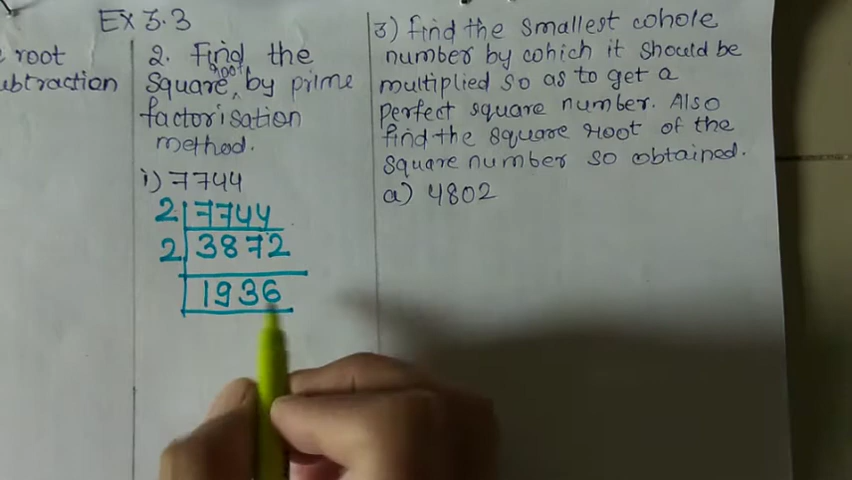 Ex 3.3
root
ubtraction
2. Find the
square root by prime
factorisation
method.
i) 7744
2 7744
2 3872
1936
3) find the smallest cohole
number by cohich it should be
multiplied so as to get a
perfect square number. Also
find the square root of the
square number so obtained.
a) 4802